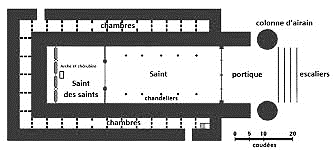 chambres
colonne d'airain
Arche et chérubins
Saint
des saints
Saint
portique
escaliers
chandeliers
chambres
0 5 10 20
coudées